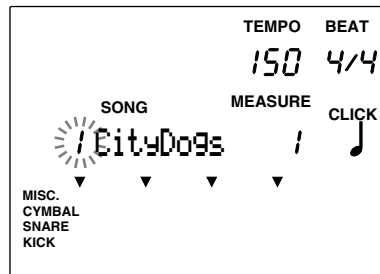 TEMPO BEAT
150 4/4
SONG MEASURE CLICK
1 CityDogs 1
MISC.
CYMBAL
SNARE
KICK